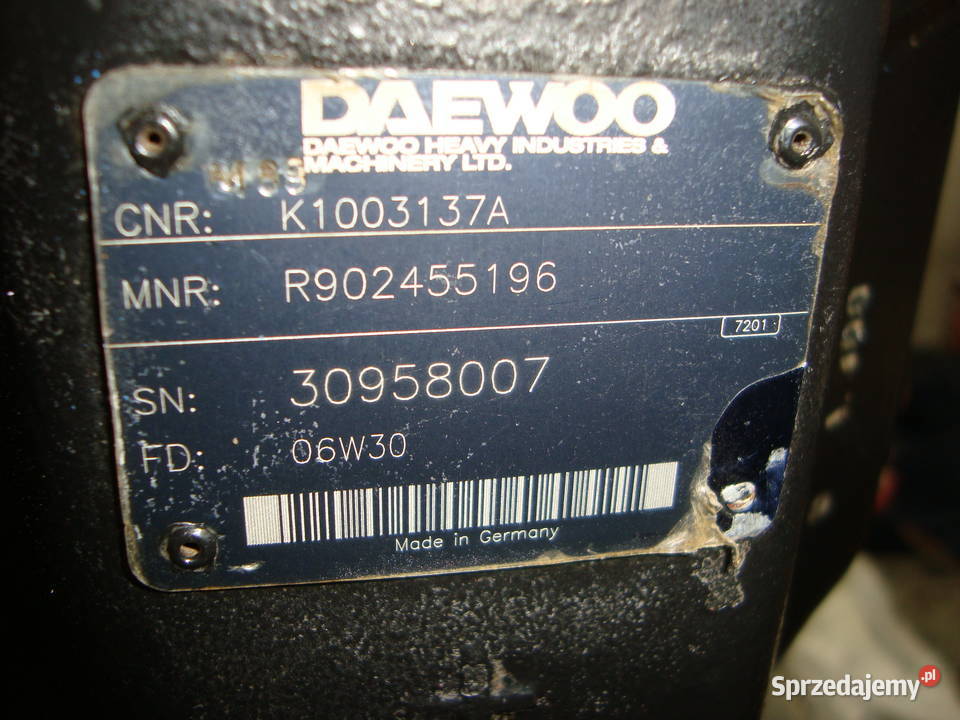 DAEWOO
DAEWOO HEAVY INDUSTRIES &
MACHINERY LTD.
CNR: K1003137A
MNR: R902455196
7201
SN: 30958007
FD: 06W30
Made in Germany
Sprzedajemy.pl